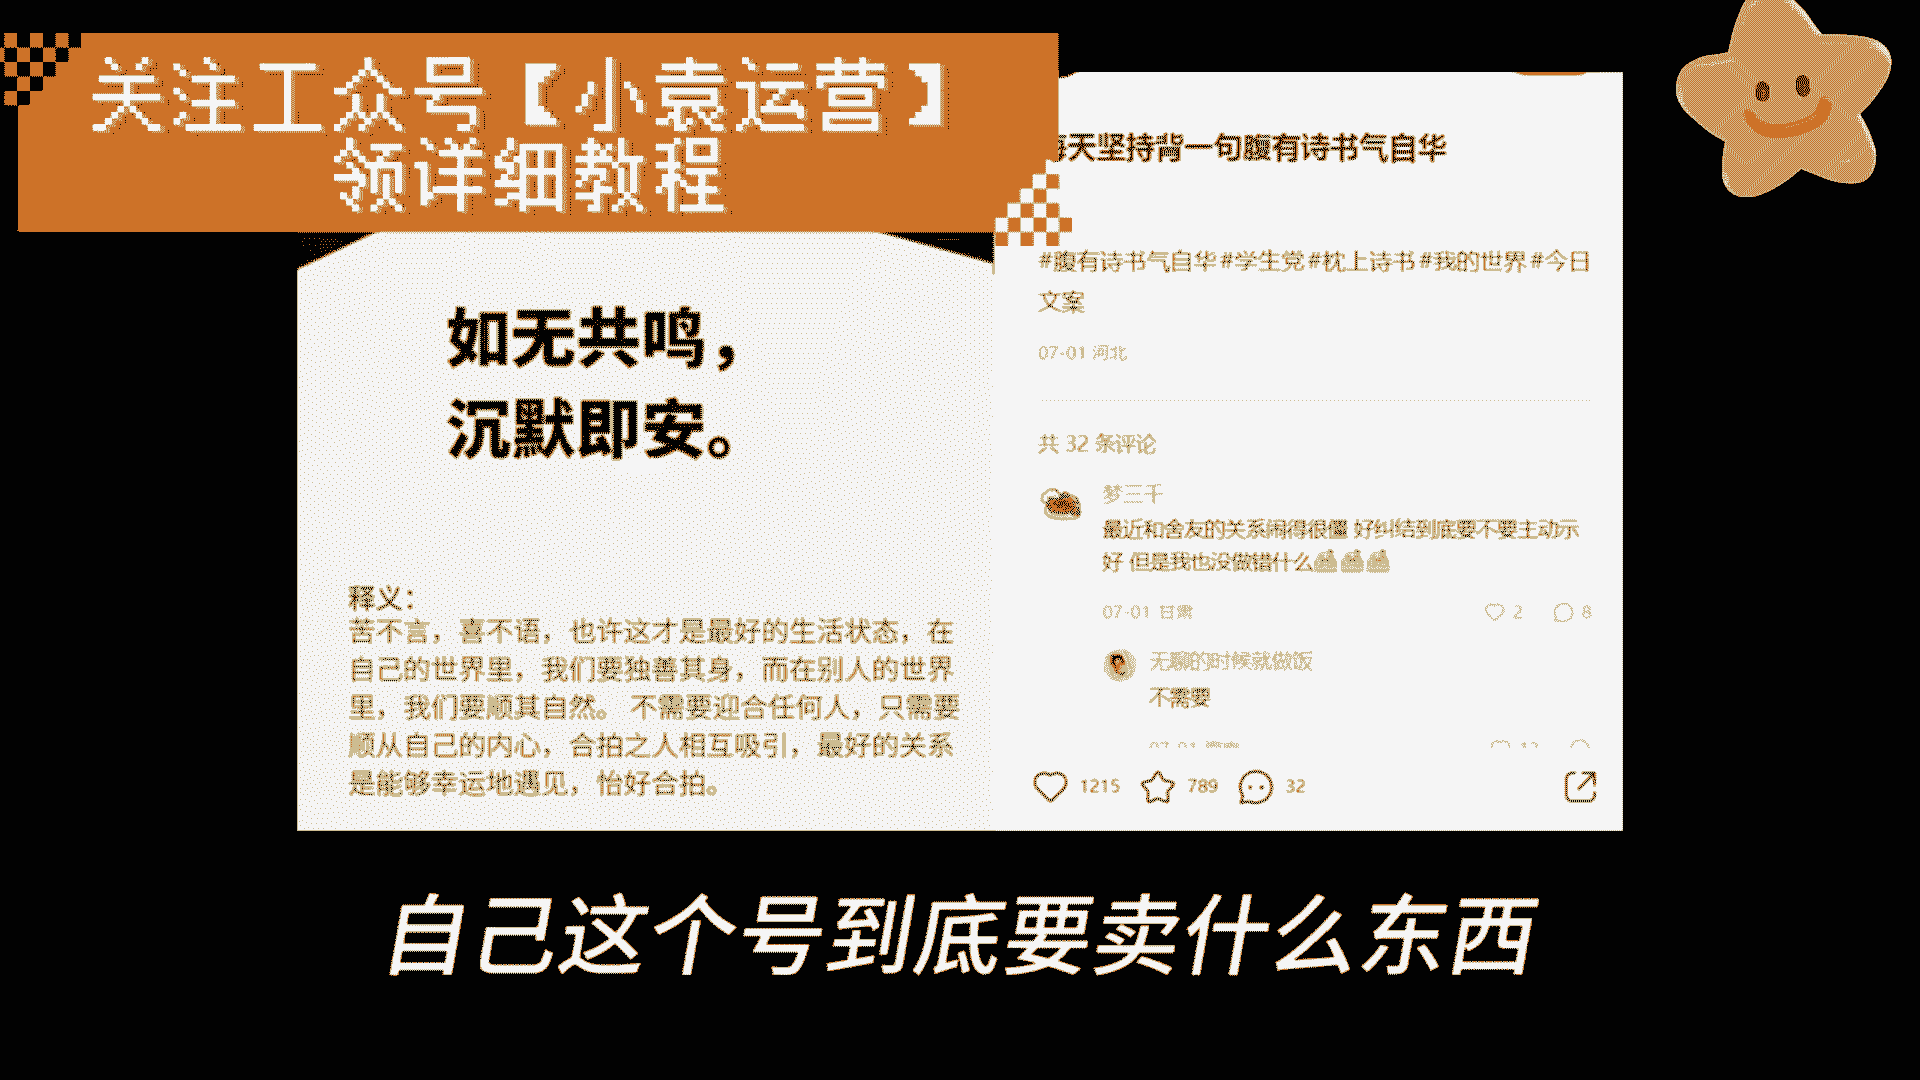 关注工众号【小袁运营】
领详细教程
如无共鸣，
沉默即安。
释义：
苦不言，喜不语，也许这才是最好的生活状态，在
自己的世界里，我们要独善其身，而在别人的世界
里，我们要顺其自然。 不需要迎合任何人，只需要
顺从自己的内心，合拍之人相互吸引，最好的关系
是能够幸运地遇见，恰好合拍。
每天坚持背一句腹有诗书气自华
#腹有诗书气自华 #学生党 #枕上诗书 #我的世界 #今日
文案
07-01 河北
共 32 条评论
梦三千
最近和舍友的关系闹得很僵 好纠结到底要不要主动示
好 但是我也没做错什么
07-01 甘肃
2
8
无聊的时候就做饭
不需要
1215
789
32
自己这个号到底要卖什么东西